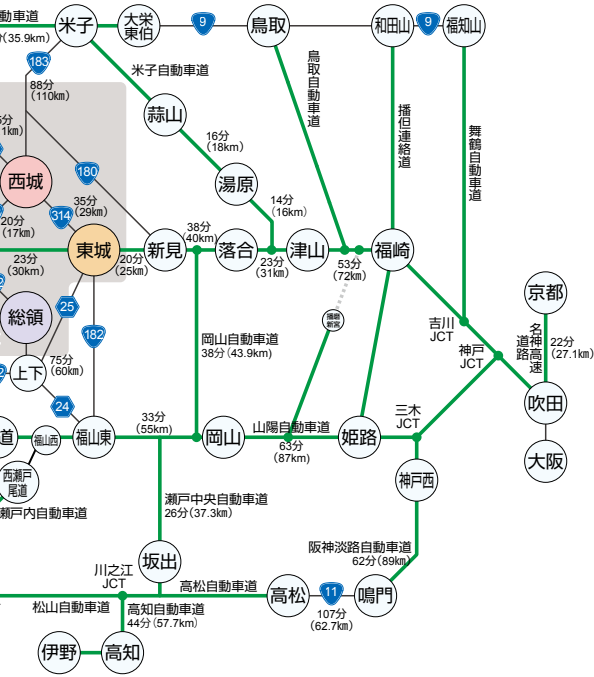 動車道
(35.9km)
米子
大栄
東伯
9
鳥取
和田山
9
福知山
183
88分
(110km)
米子自動車道
鳥取自動車道
播但連絡道
舞鶴自動車道
蒜山
16分
(18km)
湯原
14分
(16km)
180
西城
35分
(29km)
20分
(17km)
314
38分
(40km)
23分
(30km)
東城
20分
(25km)
新見
落合
23分
(31km)
津山
53分
(72km)
福崎
京都
総領
25
182
播磨
新宮
岡山自動車道
38分(43.9km)
吉川
JCT
神戸
JCT
名神高速
道路
22分
(27.1km)
上下
75分
(60km)
24
吹田
33分
(55km)
三木
JCT
道
福山西
福山東
岡山
山陽自動車道
63分
(87km)
姫路
大阪
西瀬戸
尾道
神戸西
瀬戸内自動車道
瀬戸中央自動車道
26分(37.3km)
阪神淡路自動車道
62分(89km)
坂出
川之江
JCT
高松自動車道
高松
11
鳴門
松山自動車道
高知自動車道
44分(57.7km)
107分
(62.7km)
伊野
高知